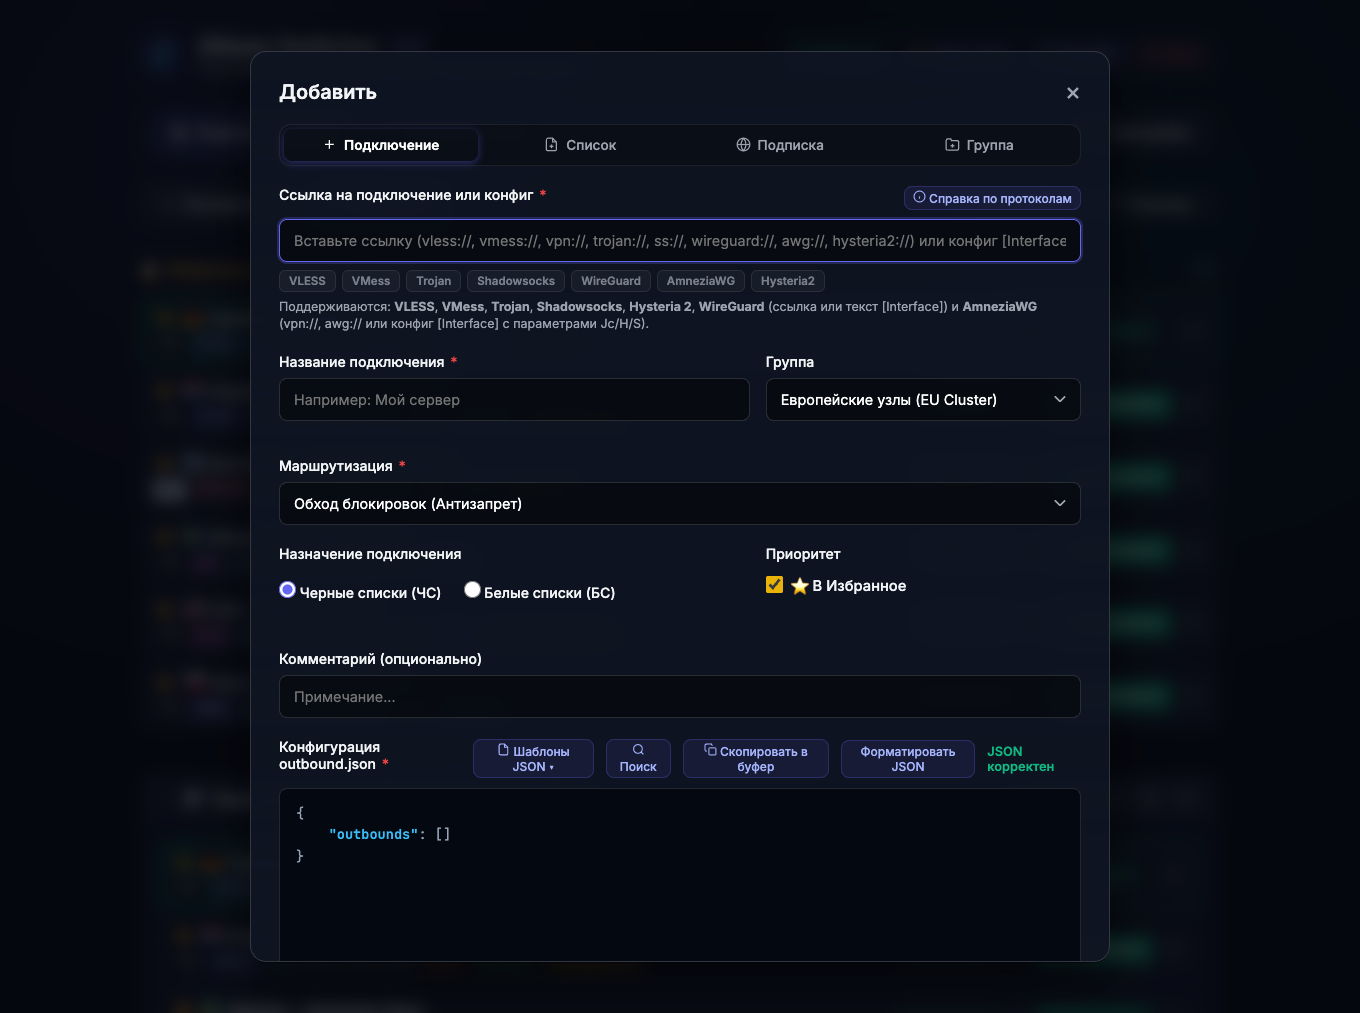 Добавить
Подключение
Список
Подписка
Группа
Ссылка на подключение или конфиг *
Справка по протоколам
Вставьте ссылку (vless://, vmess://, vpn://, trojan://, ss://, wireguard://, awg://, hysteria2://) или конфиг [Interface
VLESS
VMess
Trojan
Shadowsocks
WireGuard
AmneziaWG
Hysteria2
Поддерживаются: VLESS, VMess, Trojan, Shadowsocks, Hysteria 2, WireGuard (ссылка или текст [Interface]) и AmneziaWG
(vpn://, awg:// или конфиг [Interface] с параметрами Jc/H/S).
Название подключения *
Группа
Например: Мой сервер
Европейские узлы (EU Cluster)
Маршрутизация *
Обход блокировок (Антизапрет)
Назначение подключения
Приоритет
Черные списки (ЧС)
Белые списки (БС)
В Избранное
Комментарий (опционально)
Примечание...
Конфигурация
outbound.json *
Шаблоны
JSON
Поиск
Скопировать в
буфер
Форматировать
JSON
JSON
корректен
{
"outbounds": []
}